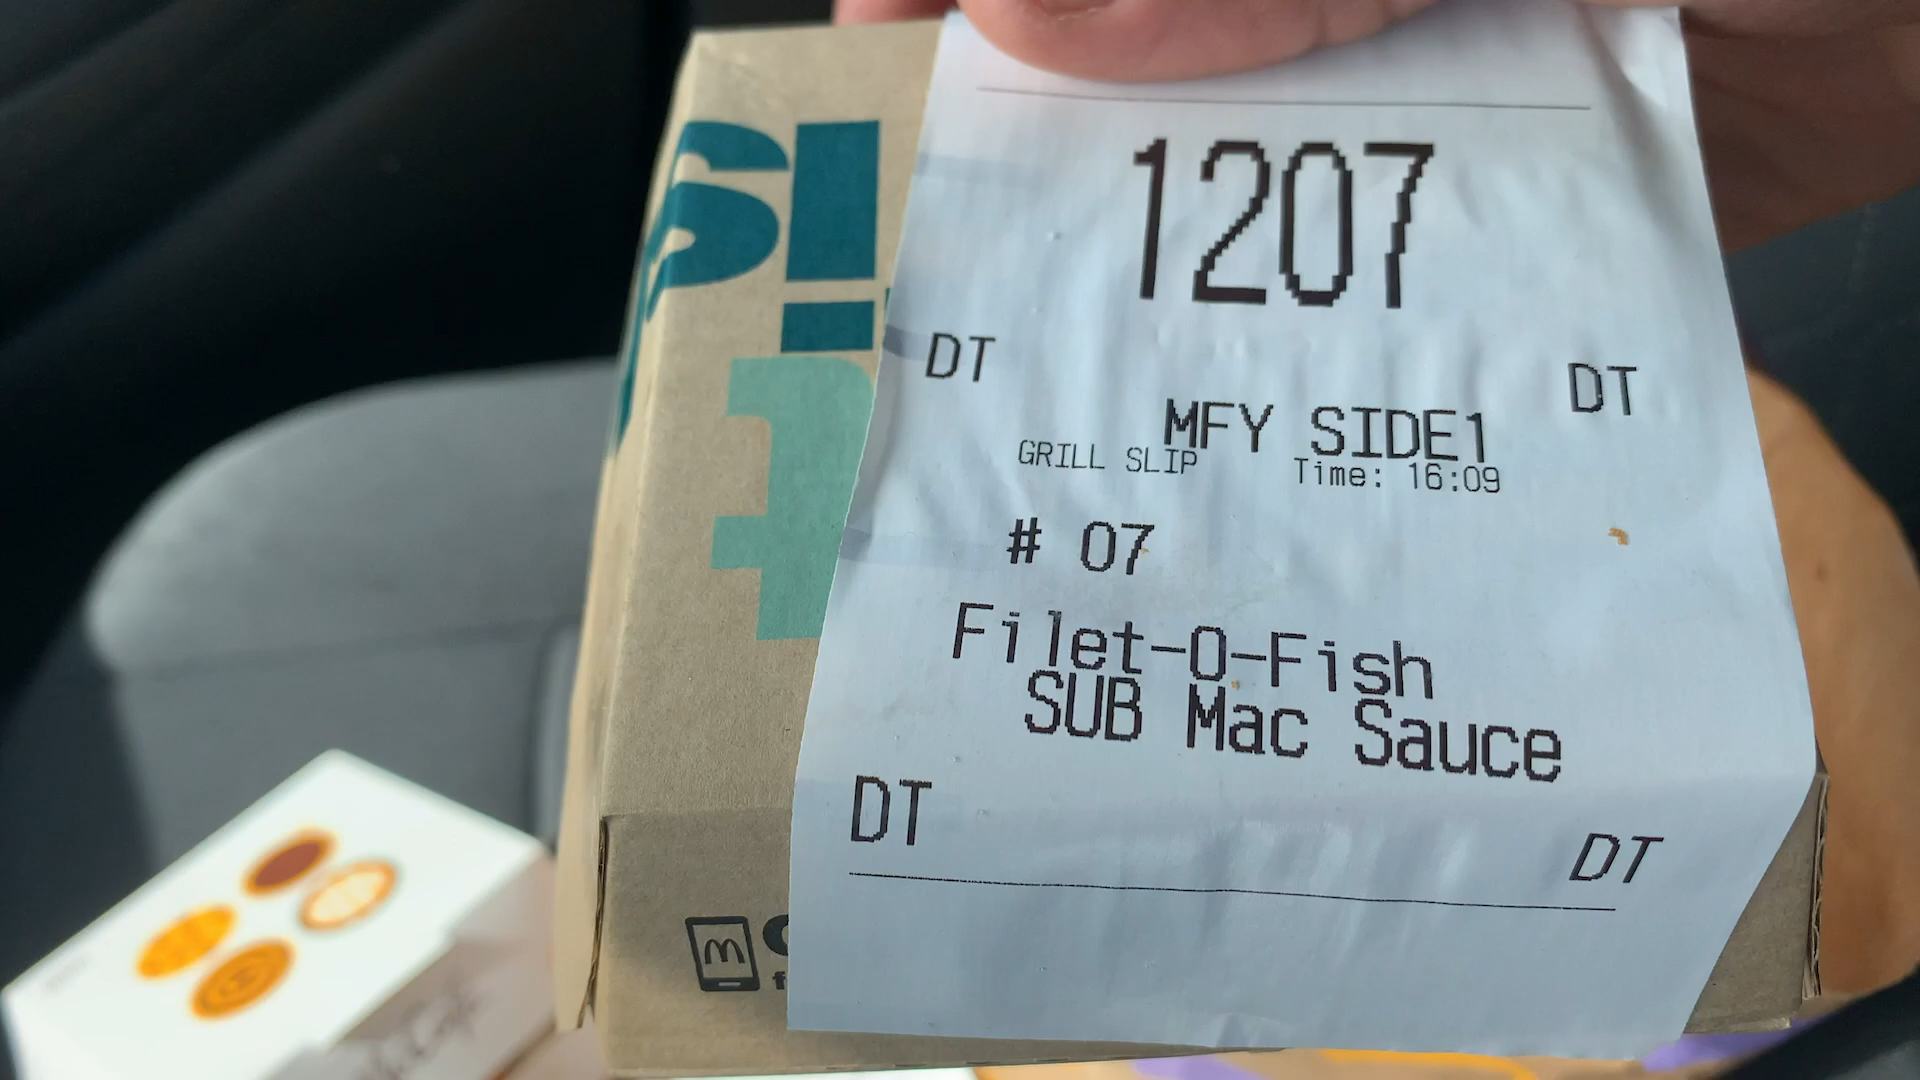 1207
DT DT
MFY SIDE1
GRILL SLIP Time: 16:09
# 07
Filet-O-Fish
SUB Mac Sauce
DT DT